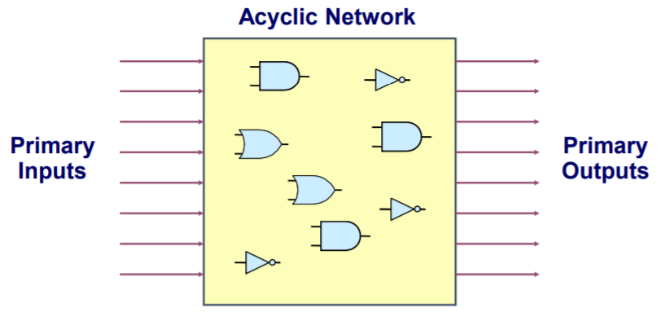 Acyclic Network
Primary
Inputs
Primary
Outputs